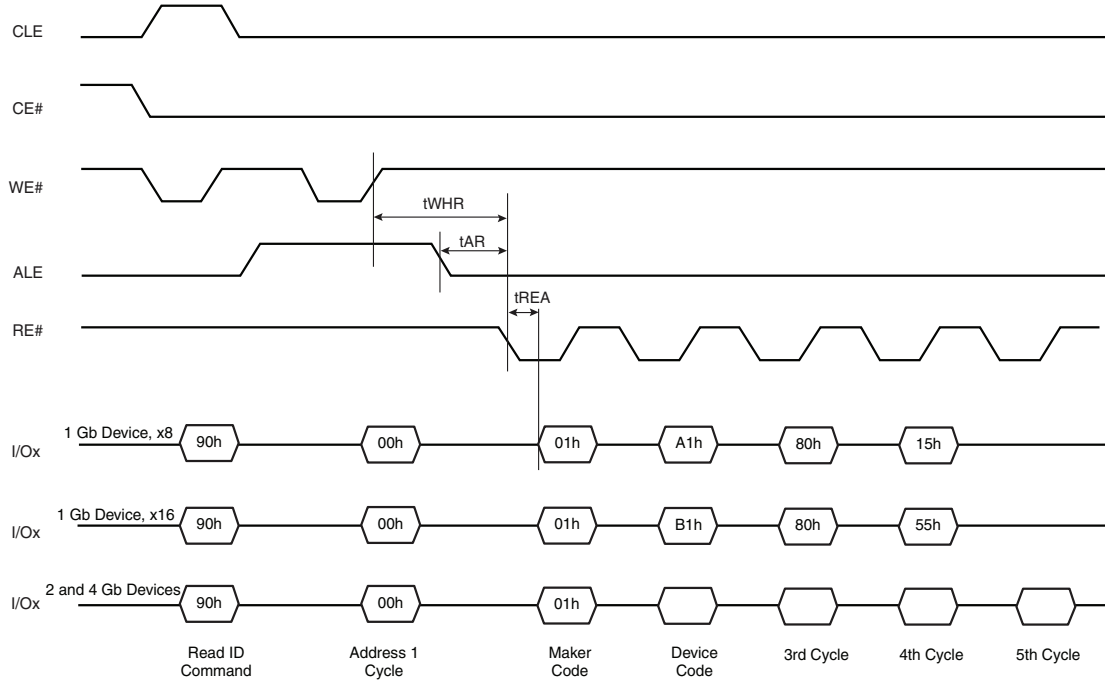 CLE
CE#
WE#
tWHR
tAR
ALE
tREA
RE#
1 Gb Device, x8
I/Ox
90h
00h
01h
A1h
80h
15h
1 Gb Device, x16
I/Ox
90h
00h
01h
B1h
80h
55h
2 and 4 Gb Devices
I/Ox
90h
00h
01h
Read ID
Command
Address 1
Cycle
Maker
Code
Device
Code
3rd Cycle
4th Cycle
5th Cycle